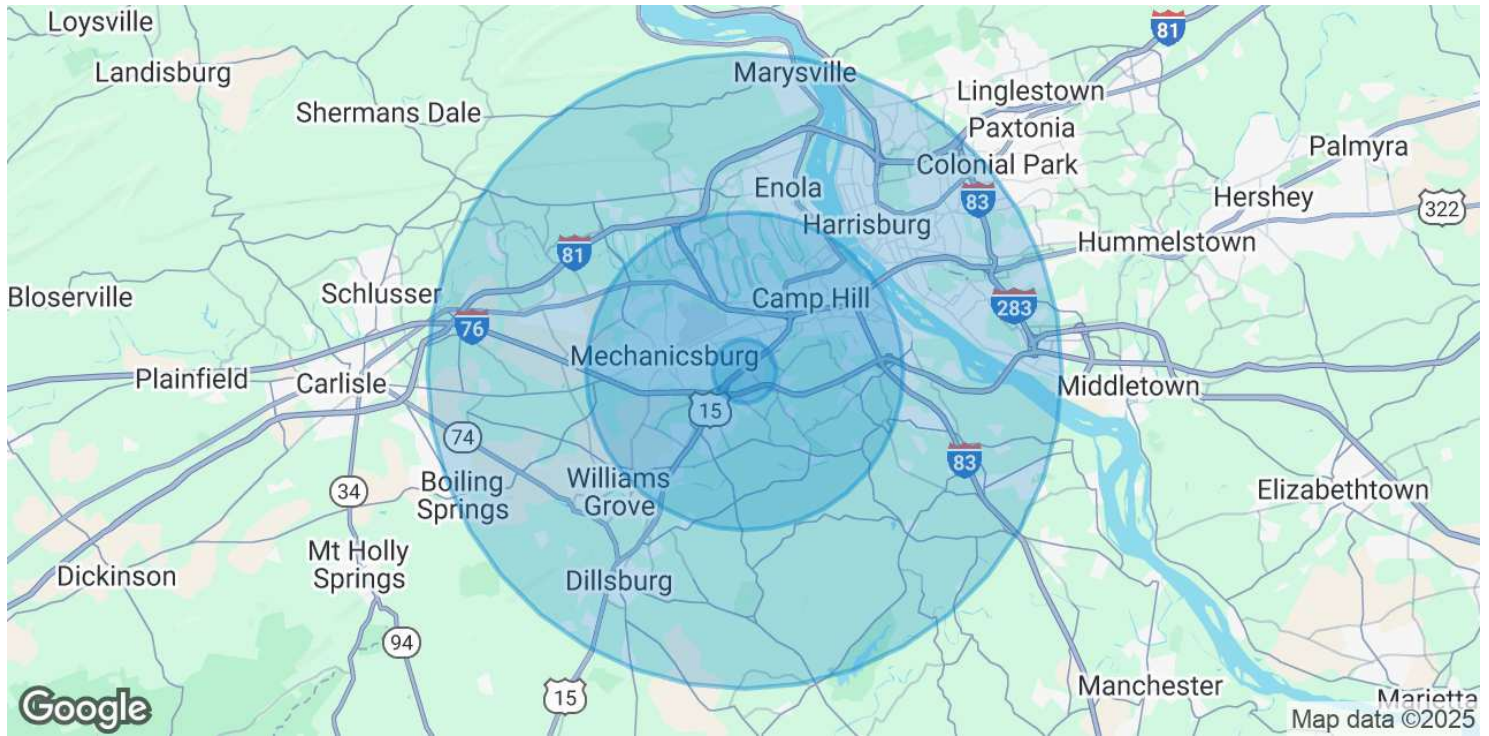 Loysville
81
Landisburg
Marysville
Linglestown
Shermans Dale
Paxtonia
Palmyra
Colonial Park
Enola
83
Hershey
322
Harrisburg
Hummelstown
81
Bloserville
Schlusser
Camp Hill
283
76
Mechanicsburg
Plainfield
Carlisle
Middletown
15
74
83
Boiling
Springs
Williams
Grove
34
Elizabethtown
Mt Holly
Springs
Dickinson
Dillsburg
94
15
Manchester
Marietta
Google
Map data ©2025